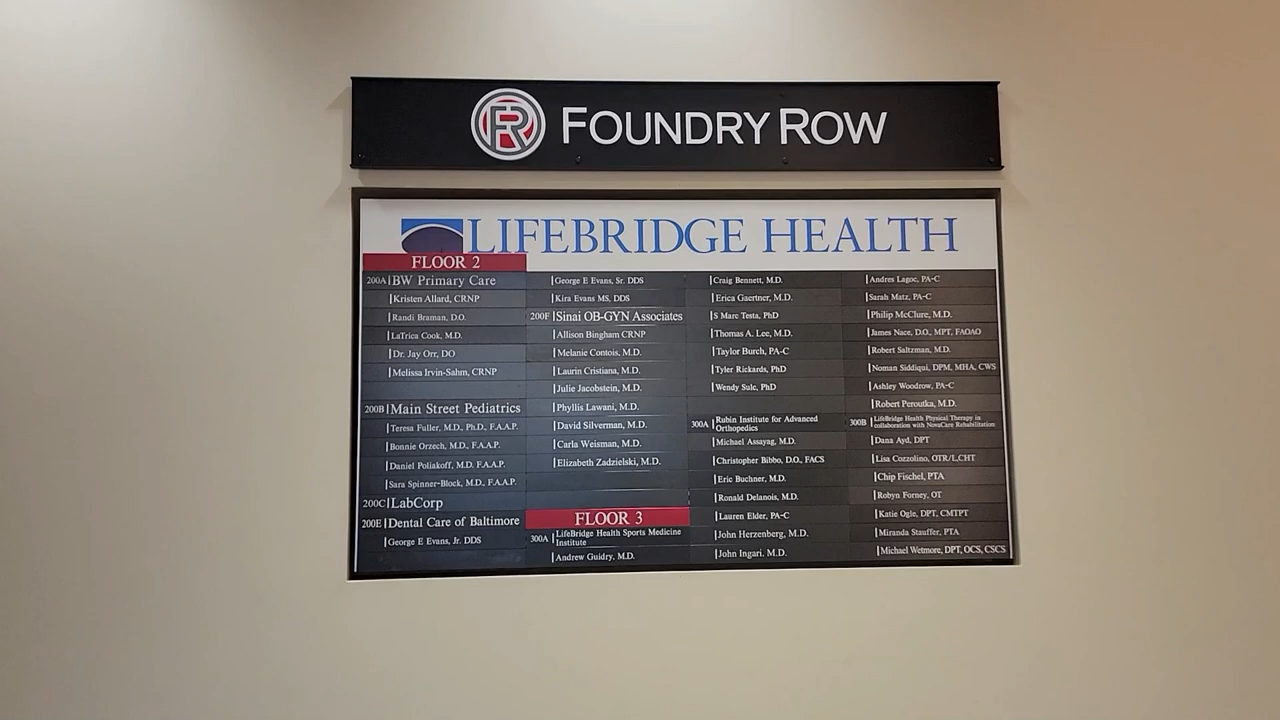 FR FOUNDRY ROW
LIFEBRIDGE HEALTH
FLOOR 2
200A BW Primary Care
Kristen Allard, CRNP
Randi Braman, D.O.
LaTrica Cook, M.D.
Dr. Jay Orr, DO
Melissa Irvin-Sahm, CRNP
200B Main Street Pediatrics
Teresa Fuller, M.D., Ph.D., F.A.A.P.
Bonnie Orzech, M.D., F.A.A.P.
Daniel Poliakoff, M.D. F.A.A.P.
Sara Spinner-Block, M.D., F.A.A.P.
200C LabCorp
200E Dental Care of Baltimore
George E Evans, Jr. DDS
George E Evans, Sr. DDS
Kira Evans MS, DDS
200F Sinai OB-GYN Associates
Allison Bingham CRNP
Melanie Contois, M.D.
Laurin Cristiana, M.D.
Julie Jacobstein, M.D.
Phyllis Lawani, M.D.
David Silverman, M.D.
Carla Weisman, M.D.
Elizabeth Zadzielski, M.D.
FLOOR 3
300A LifeBridge Health Sports Medicine
Institute
Andrew Guidry, M.D.
Craig Bennett, M.D.
Erica Gaertner, M.D.
S Marc Testa, PhD
Thomas A. Lee, M.D.
Taylor Burch, PA-C
Tyler Rickards, PhD
Wendy Sule, PhD
300A Rubin Institute for Advanced
Orthopedics
Michael Assayag, M.D.
Christopher Bibbo, D.O., FACS
Eric Buchner, M.D.
Ronald Delanois, M.D.
Lauren Elder, PA-C
John Herzenberg, M.D.
John Ingari. M.D.
Andres Lagoc, PA-C
Sarah Matz, PA-C
Philip McClure, M.D.
James Nace, D.O., MPT, FAOAO
Robert Saltzman, M.D.
Noman Siddiqui, DPM, MHA, CWS
Ashley Woodrow, PA-C
Robert Peroutka, M.D.
300B LifeBridge Health Physical Therapy in
collaboration with NovaCare Rehabilitation
Dana Ayd, DPT
Lisa Cozzolino, OTR/L,CHT
Chip Fischel, PTA
Robyn Forney, OT
Katie Ogle, DPT, CMTPT
Miranda Stauffer, PTA
Michael Wetmore, DPT, OCS, CSCS